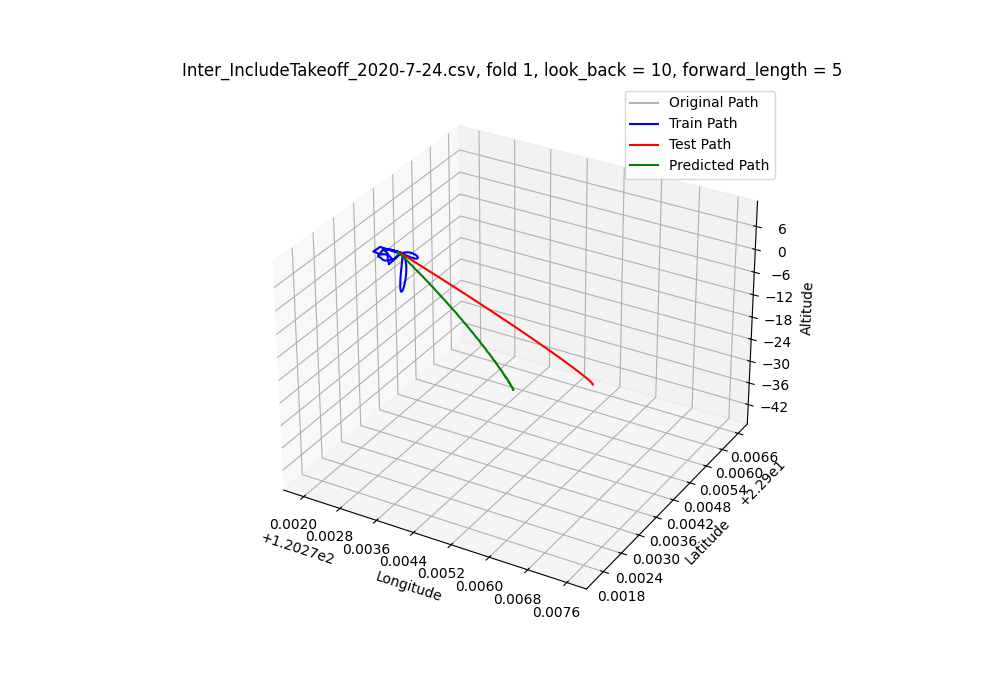 Inter_IncludeTakeoff_2020-7-24.csv, fold 1, look_back = 10, forward_length = 5
Original Path
Train Path
Test Path
Predicted Path
6
0
−6
−12
−18
−24
−30
−36
−42
Altitude
0.0066
0.0060
0.0054
0.0048
0.0042
0.0036
0.0030
0.0024
0.0018
+2.29e1
Latitude
0.0020
0.0028
0.0036
0.0044
0.0052
0.0060
0.0068
0.0076
+1.2027e2
Longitude